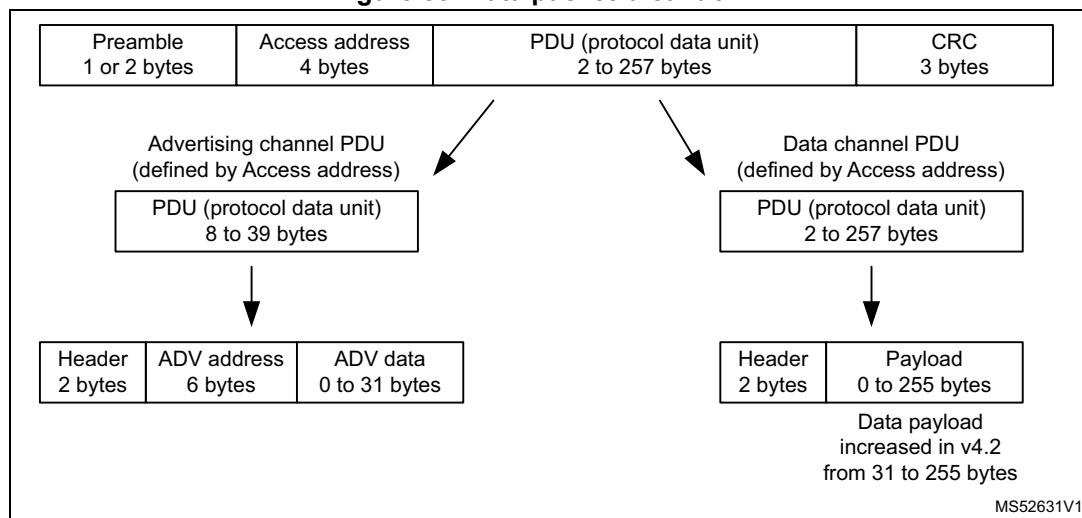 Preamble
1 or 2 bytes
Access address
4 bytes
PDU (protocol data unit)
2 to 257 bytes
CRC
3 bytes
Advertising channel PDU
(defined by Access address)
Data channel PDU
(defined by Access address)
PDU (protocol data unit)
8 to 39 bytes
PDU (protocol data unit)
2 to 257 bytes
Header
2 bytes
ADV address
6 bytes
ADV data
0 to 31 bytes
Header
2 bytes
Payload
0 to 255 bytes
Data payload
increased in v4.2
from 31 to 255 bytes
MS52631V1